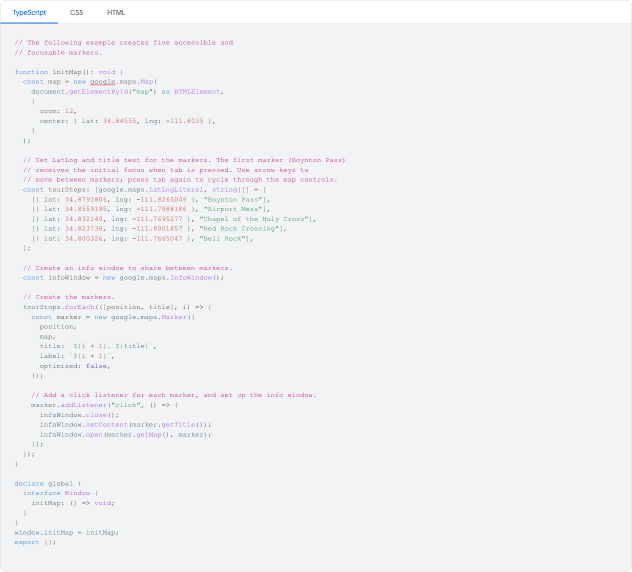 TypeScript CSS HTML
// The following example creates five accessible and
// focusable markers.
function initMap(): void {
const map = new google.maps.Map(
document.getElementById("map") as HTMLElement,
{
zoom: 12,
center: { lat: 34.84555, lng: -111.8035 },
}
);
// Set LatLng and title text for the markers. The first marker (Boynton Pass)
// receives the initial focus when tab is pressed. Use arrow keys to
// move between markers; press tab again to cycle through the map controls.
const tourStops: [google.maps.LatLngLiteral, string][] = [
[{ lat: 34.8791806, lng: -111.8265049 }, "Boynton Pass"],
[{ lat: 34.8559195, lng: -111.7988186 }, "Airport Mesa"],
[{ lat: 34.832149, lng: -111.7695277 }, "Chapel of the Holy Cross"],
[{ lat: 34.823736, lng: -111.8001857 }, "Red Rock Crossing"],
[{ lat: 34.800326, lng: -111.7665047 }, "Bell Rock"],
];
// Create an info window to share between markers.
const infoWindow = new google.maps.InfoWindow();
// Create the markers.
tourStops.forEach(([position, title], i) => {
const marker = new google.maps.Marker({
position,
map,
title: `${i + 1}. ${title}`,
label: `${i + 1}`,
optimized: false,
});
// Add a click listener for each marker, and set up the info window.
marker.addListener("click", () => {
infoWindow.close();
infoWindow.setContent(marker.getTitle());
infoWindow.open(marker.getMap(), marker);
});
});
}
declare global {
interface Window {
initMap: () => void;
}
}
window.initMap = initMap;
export {};